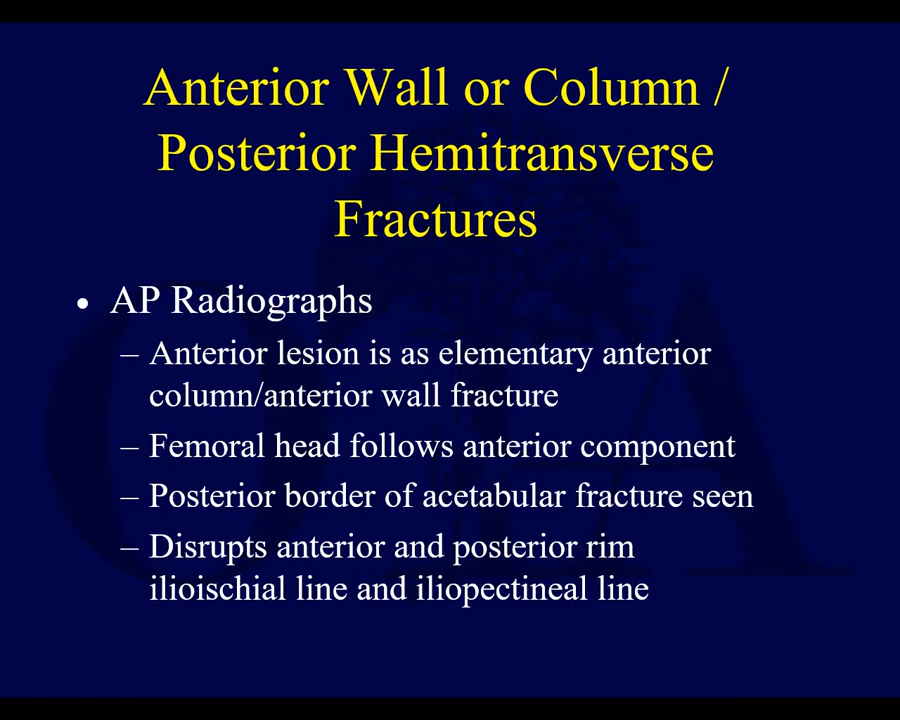 Anterior Wall or Column /
Posterior Hemitransverse
Fractures
• AP Radiographs
– Anterior lesion is as elementary anterior
column/anterior wall fracture
– Femoral head follows anterior component
– Posterior border of acetabular fracture seen
– Disrupts anterior and posterior rim
ilioischial line and iliopectineal line
OTA